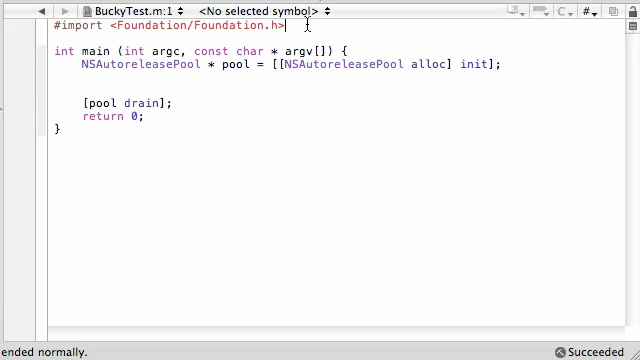 BuckyTest.m:1 <No selected symbol> #
#import <Foundation/Foundation.h>
int main (int argc, const char * argv[]) {
NSAutoreleasePool * pool = [[NSAutoreleasePool alloc] init];
[pool drain];
return 0;
}
ended normally. Succeeded